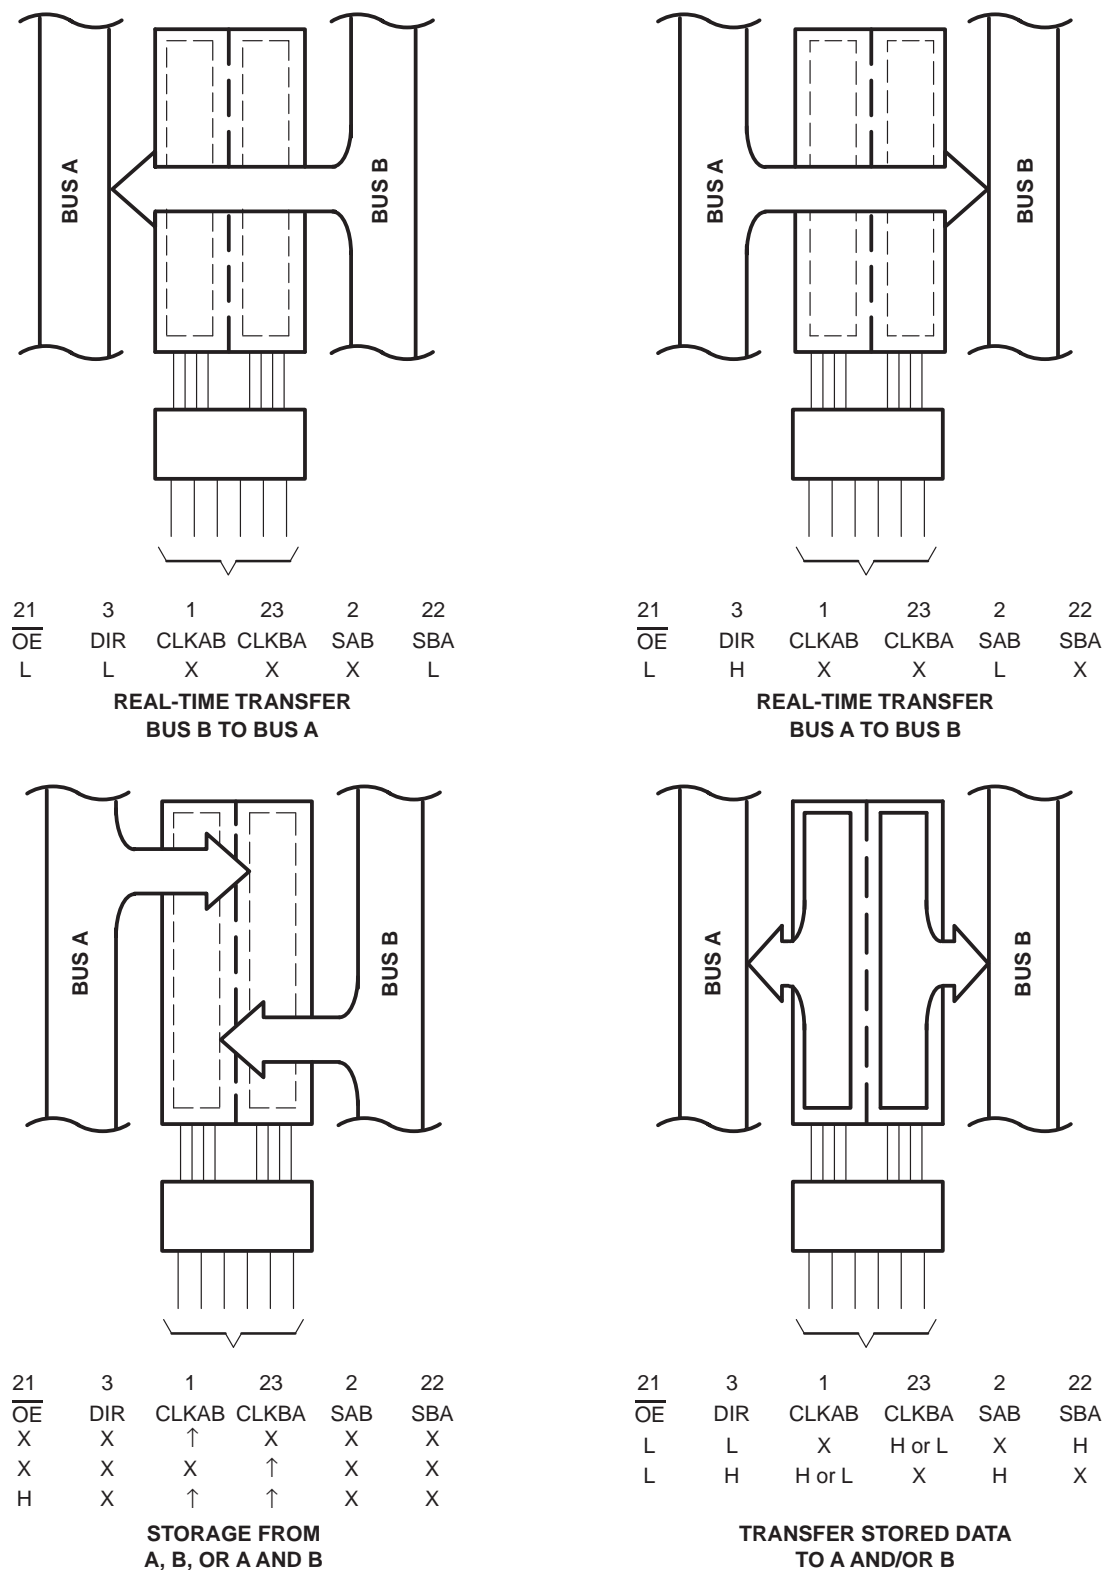 BUS A
BUS B
21 3 1 23 2 22
OE DIR CLKAB CLKBA SAB SBA
L L X X X L
REAL-TIME TRANSFER
BUS B TO BUS A
BUS A
BUS B
21 3 1 23 2 22
OE DIR CLKAB CLKBA SAB SBA
L H X X L X
REAL-TIME TRANSFER
BUS A TO BUS B
BUS A
BUS B
21 3 1 23 2 22
OE DIR CLKAB CLKBA SAB SBA
X X ↑ X X X
X X X ↑ X X
H X ↑ ↑ X X
STORAGE FROM
A, B, OR A AND B
BUS A
BUS B
21 3 1 23 2 22
OE DIR CLKAB CLKBA SAB SBA
L L X H or L X H
L H H or L X H X
TRANSFER STORED DATA
TO A AND/OR B